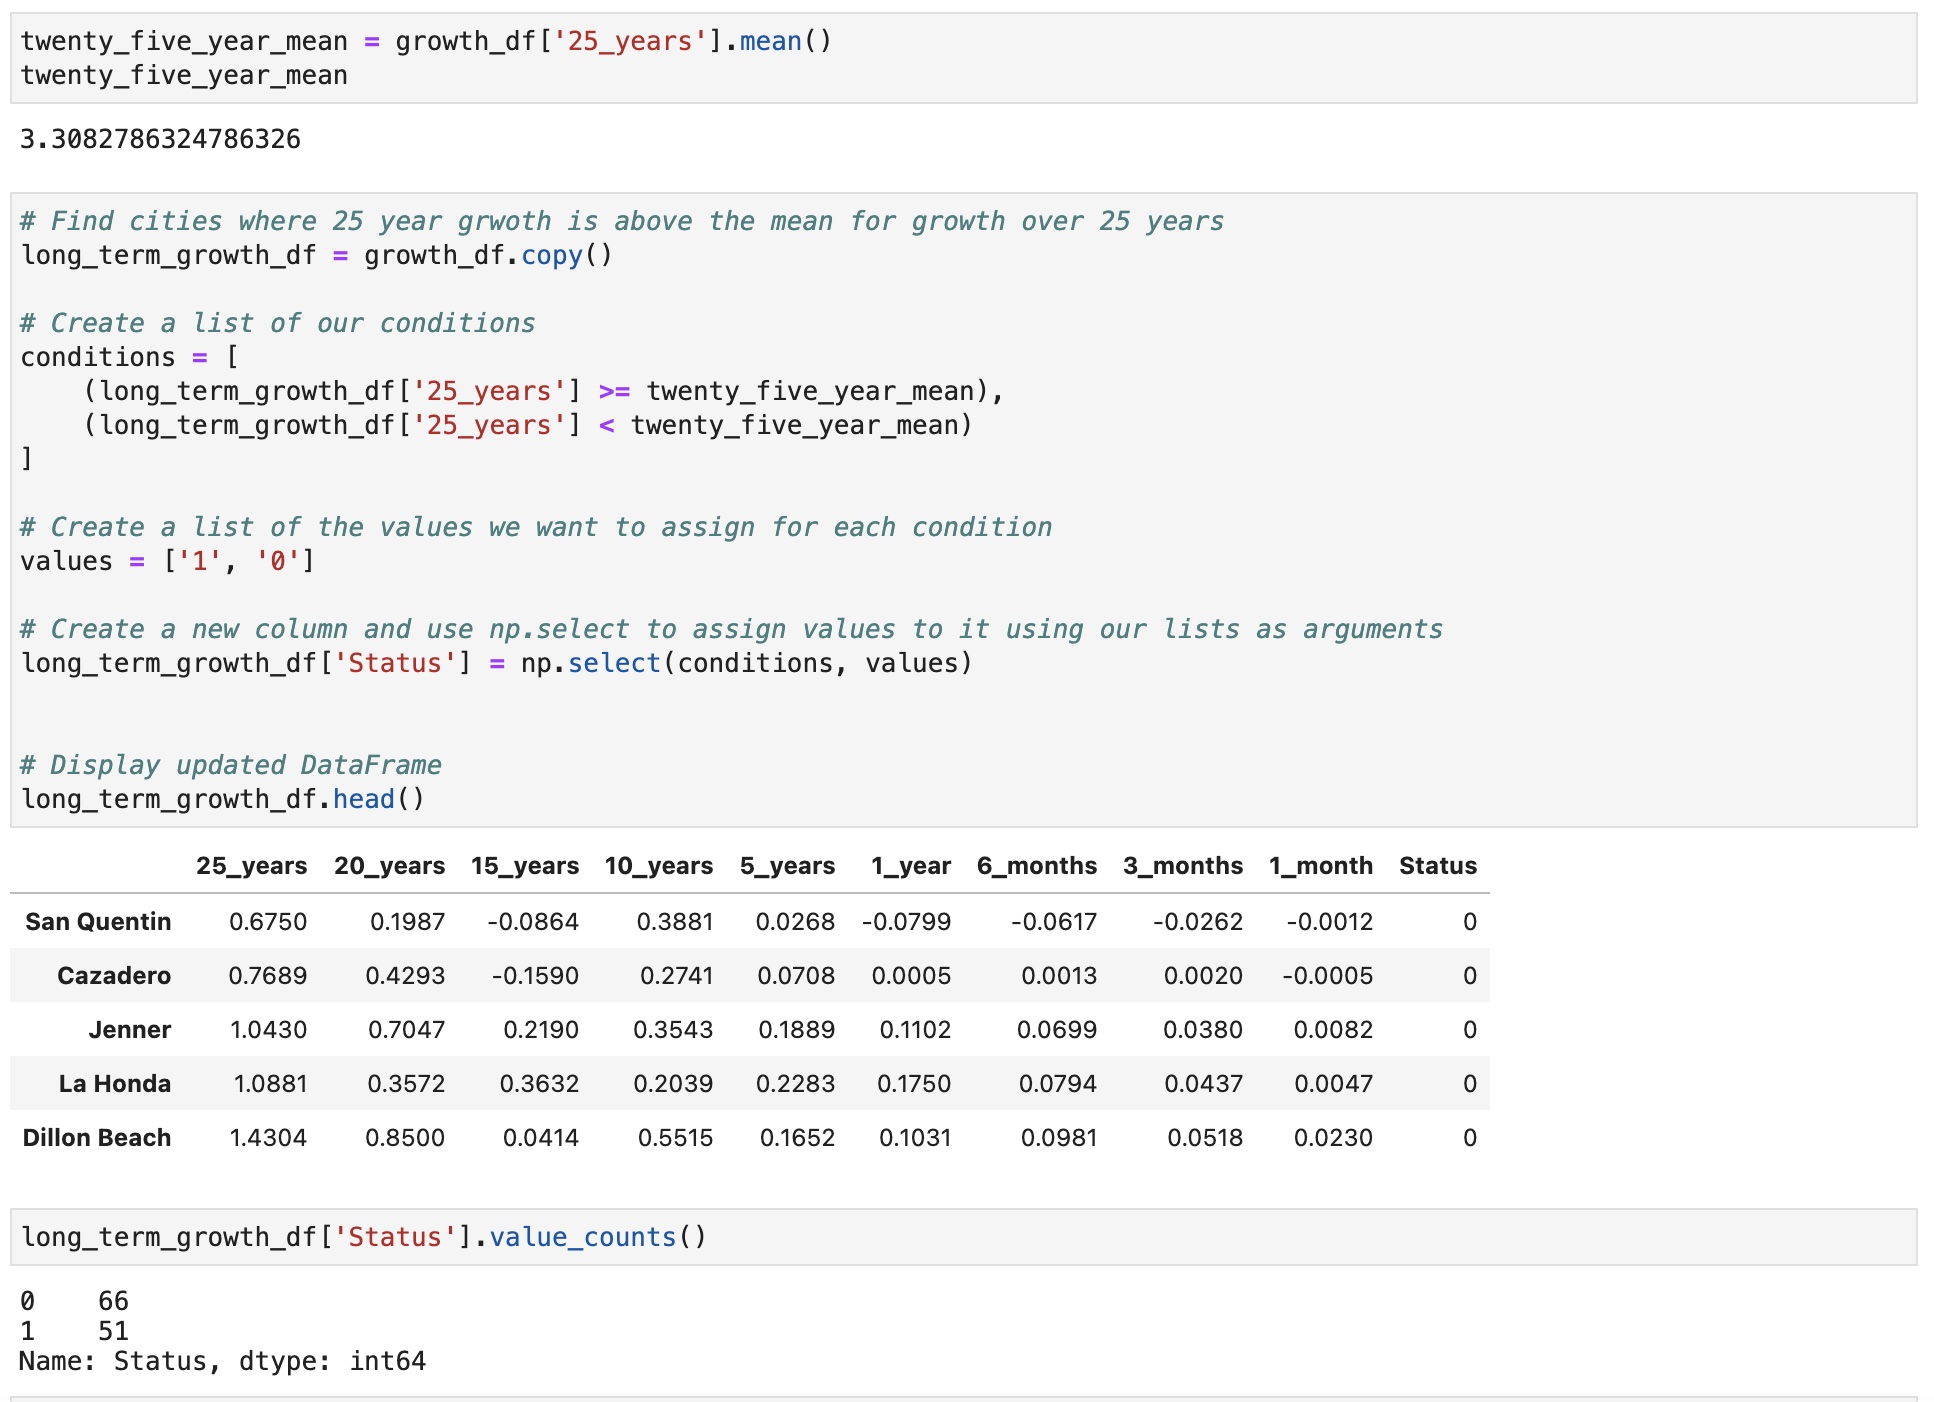 twenty_five_year_mean = growth_df['25_years'].mean()
twenty_five_year_mean
3.3082786324786326
# Find cities where 25 year grwoth is above the mean for growth over 25 years
long_term_growth_df = growth_df.copy()
# Create a list of our conditions
conditions = [
    (long_term_growth_df['25_years'] >= twenty_five_year_mean),
    (long_term_growth_df['25_years'] < twenty_five_year_mean)
]
# Create a list of the values we want to assign for each condition
values = ['1', '0']
# Create a new column and use np.select to assign values to it using our lists as arguments
long_term_growth_df['Status'] = np.select(conditions, values)
# Display updated DataFrame
long_term_growth_df.head()
25_years 20_years 15_years 10_years 5_years 1_year 6_months 3_months 1_month Status
San Quentin 0.6750 0.1987 -0.0864 0.3881 0.0268 -0.0799 -0.0617 -0.0262 -0.0012 0
Cazadero 0.7689 0.4293 -0.1590 0.2741 0.0708 0.0005 0.0013 0.0020 -0.0005 0
Jenner 1.0430 0.7047 0.2190 0.3543 0.1889 0.1102 0.0699 0.0380 0.0082 0
La Honda 1.0881 0.3572 0.3632 0.2039 0.2283 0.1750 0.0794 0.0437 0.0047 0
Dillon Beach 1.4304 0.8500 0.0414 0.5515 0.1652 0.1031 0.0981 0.0518 0.0230 0
long_term_growth_df['Status'].value_counts()
0    66
1    51
Name: Status, dtype: int64